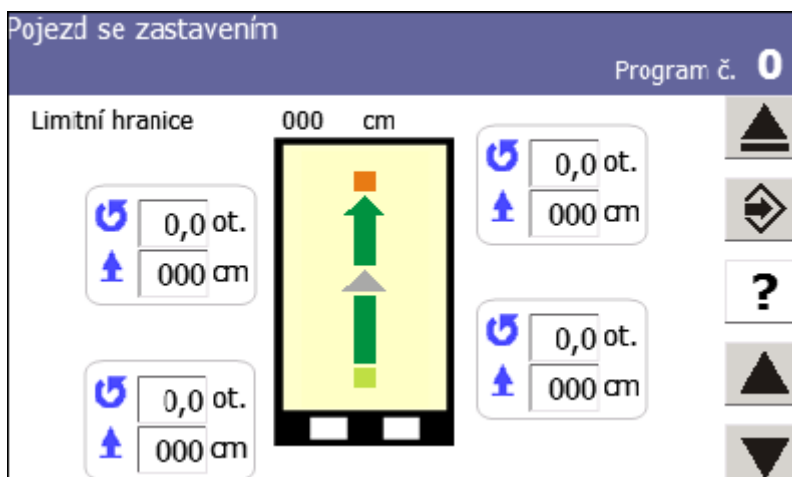 Pojezd se zastavením
Program č. 0
Limitní hranice 000 cm
0,0 ot.
000 cm
0,0 ot.
000 cm
?
0,0 ot.
000 cm
0,0 ot.
000 cm